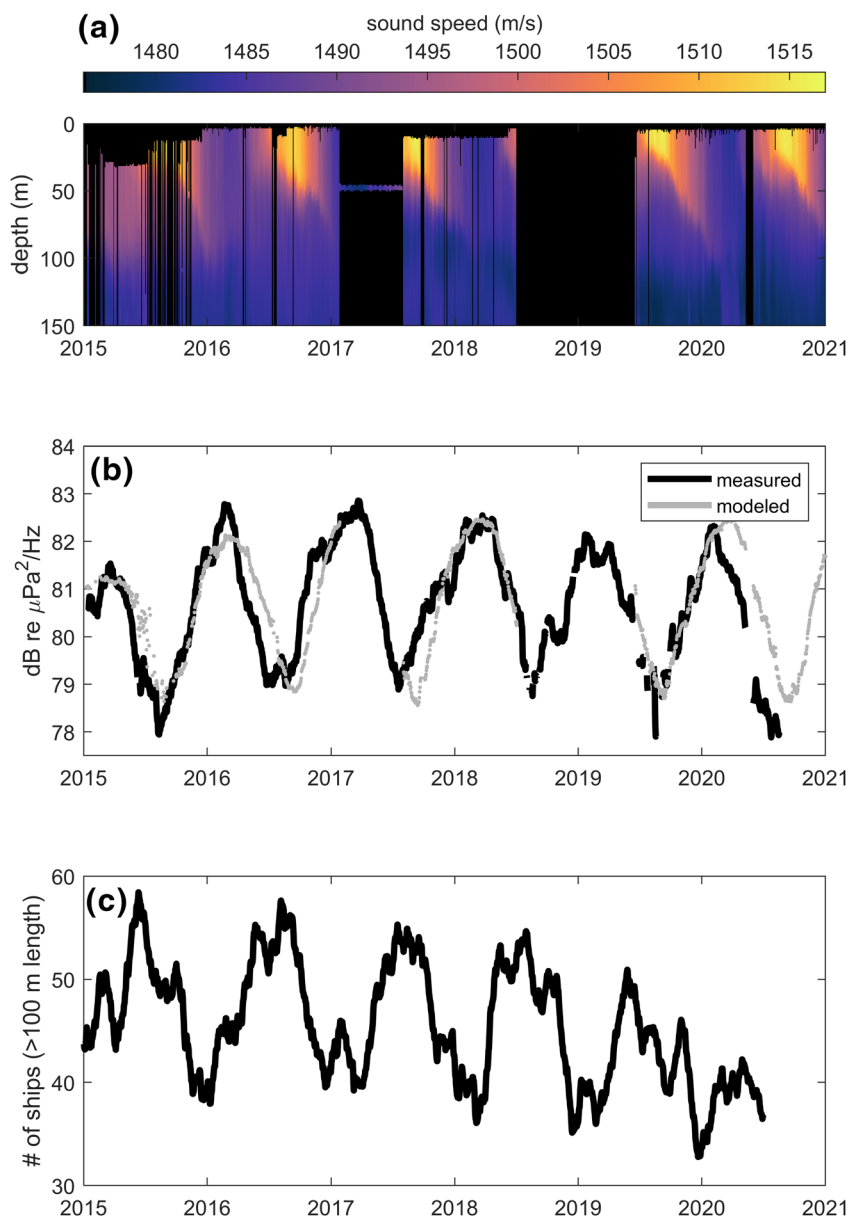 (a)
sound speed (m/s)
1480 1485 1490 1495 1500 1505 1510 1515
depth (m)
0
50
100
150
2015 2016 2017 2018 2019 2020 2021
(b)
dB re μPa²/Hz
84
83
82
81
80
79
78
measured
modeled
2015 2016 2017 2018 2019 2020 2021
(c)
# of ships (>100 m length)
60
50
40
30
2015 2016 2017 2018 2019 2020 2021